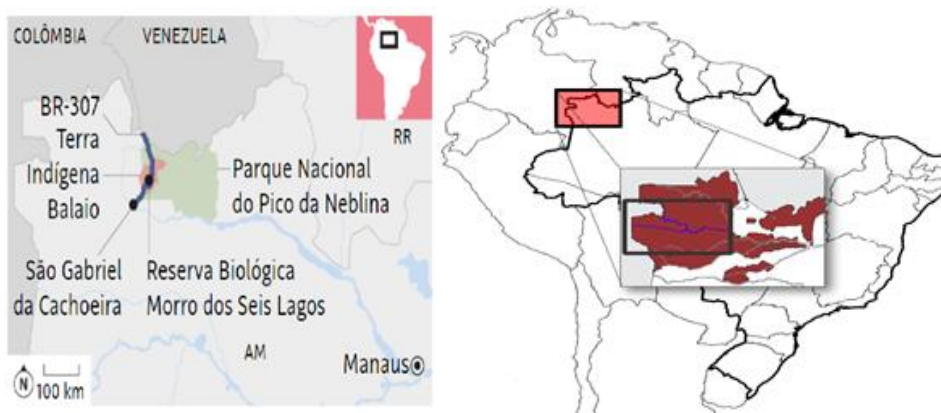 COLÔMBIA
VENEZUELA
BR-307
Terra
Indígena
Balaio
RR
Parque Nacional
do Pico da Neblina
São Gabriel
da Cachoeira
Reserva Biológica
Morro dos Seis Lagos
AM
Manaus
N
100 km